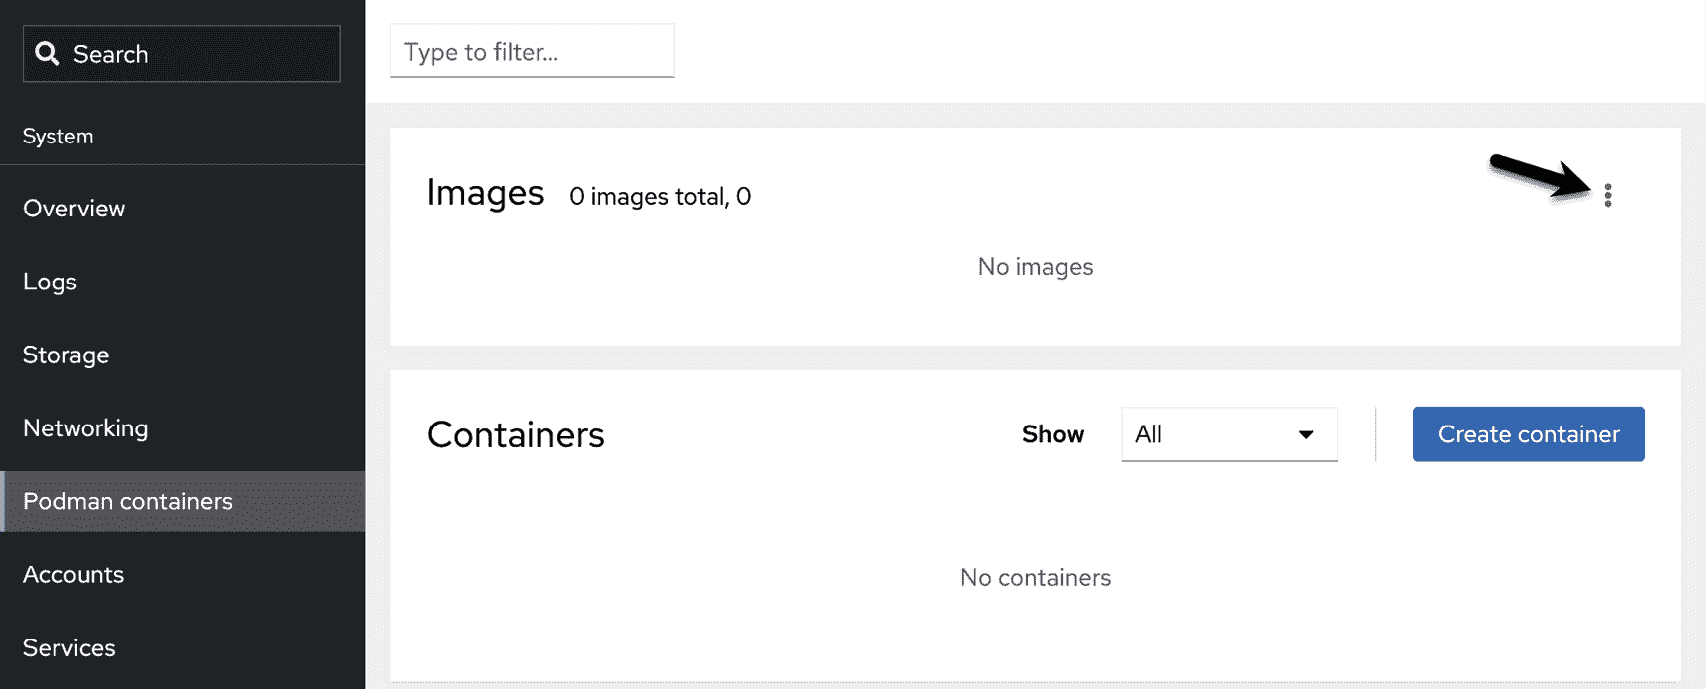 Search
System
Overview
Logs
Storage
Networking
Podman containers
Accounts
Services
Type to filter...
Images 0 images total, 0
No images
Containers Show All Create container
No containers